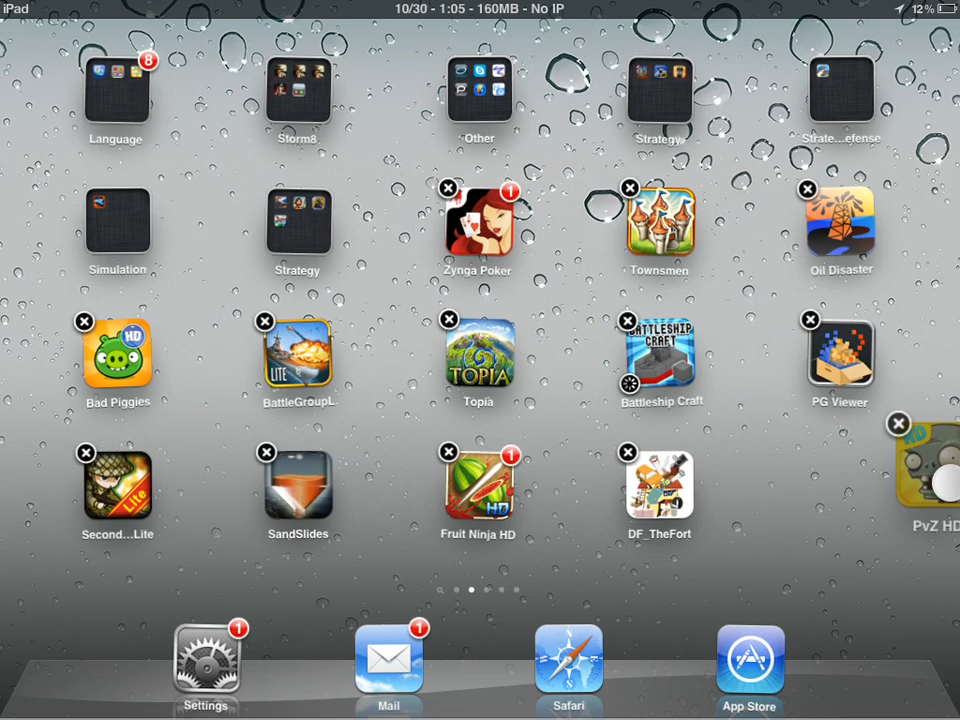 iPad 10/30 - 1:05 - 160MB - No IP 12%
8
Language Storm8 Other Strategy Strate...efense
1
Simulation Strategy Zynga Poker Townsmen Oil Disaster
HD LITE TOPIA BATTLESHIP CRAFT
Bad Piggies BattleGroupL... Topia Battleship Craft PG Viewer
HD
Lite 1 HD
Second...Lite SandSlides Fruit Ninja HD DF_TheFort PvZ HD
1 1
Settings Mail Safari App Store